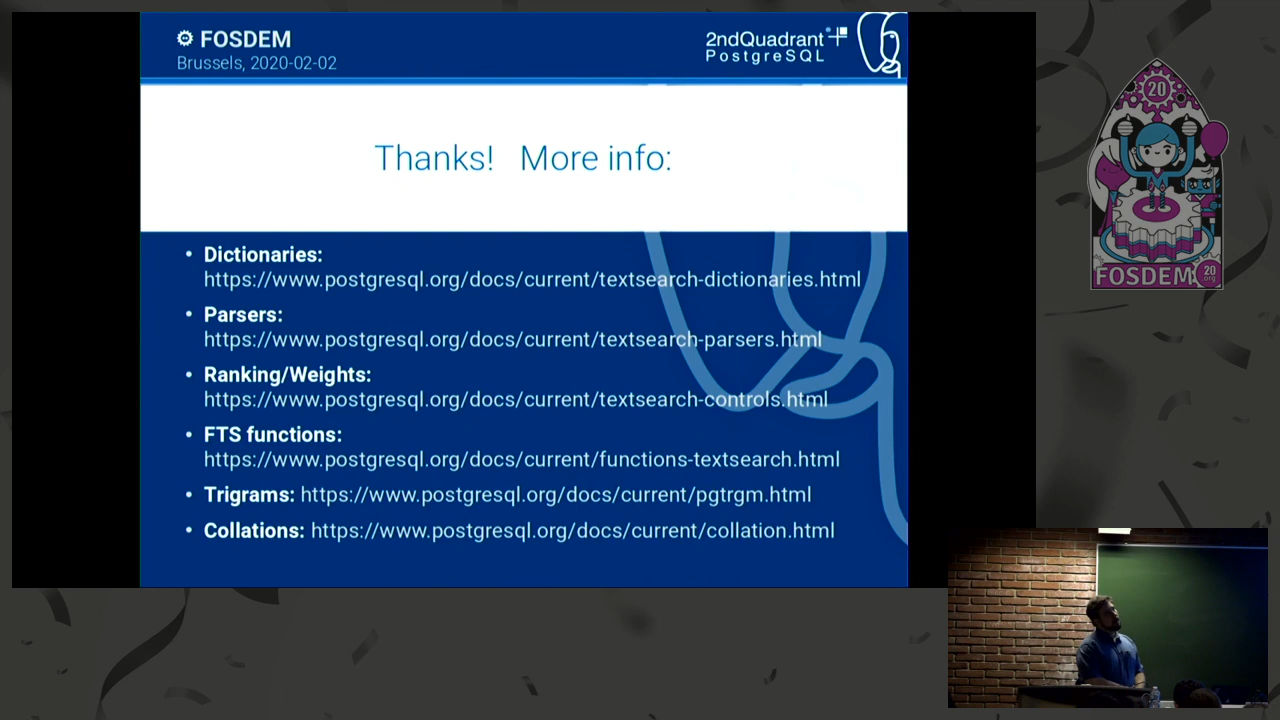 FOSDEM
Brussels, 2020-02-02
2ndQuadrant
PostgreSQL
Thanks! More info:
• Dictionaries:
https://www.postgresql.org/docs/current/textsearch-dictionaries.html
• Parsers:
https://www.postgresql.org/docs/current/textsearch-parsers.html
• Ranking/Weights:
https://www.postgresql.org/docs/current/textsearch-controls.html
• FTS functions:
https://www.postgresql.org/docs/current/functions-textsearch.html
• Trigrams: https://www.postgresql.org/docs/current/pgtrgm.html
• Collations: https://www.postgresql.org/docs/current/collation.html
20
FOSDEM
20
.org